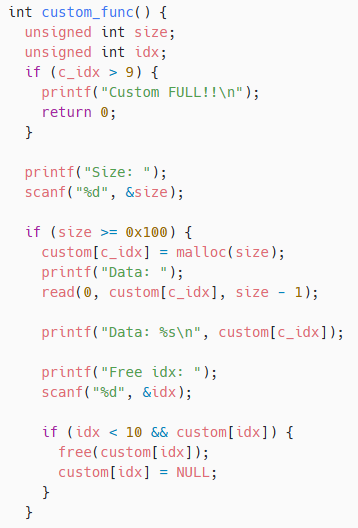 int custom_func() {
  unsigned int size;
  unsigned int idx;
  if (c_idx > 9) {
    printf("Custom FULL!!\n");
    return 0;
  }

  printf("Size: ");
  scanf("%d", &size);

  if (size >= 0x100) {
    custom[c_idx] = malloc(size);
    printf("Data: ");
    read(0, custom[c_idx], size - 1);

    printf("Data: %s\n", custom[c_idx]);

    printf("Free idx: ");
    scanf("%d", &idx);

    if (idx < 10 && custom[idx]) {
      free(custom[idx]);
      custom[idx] = NULL;
    }
  }